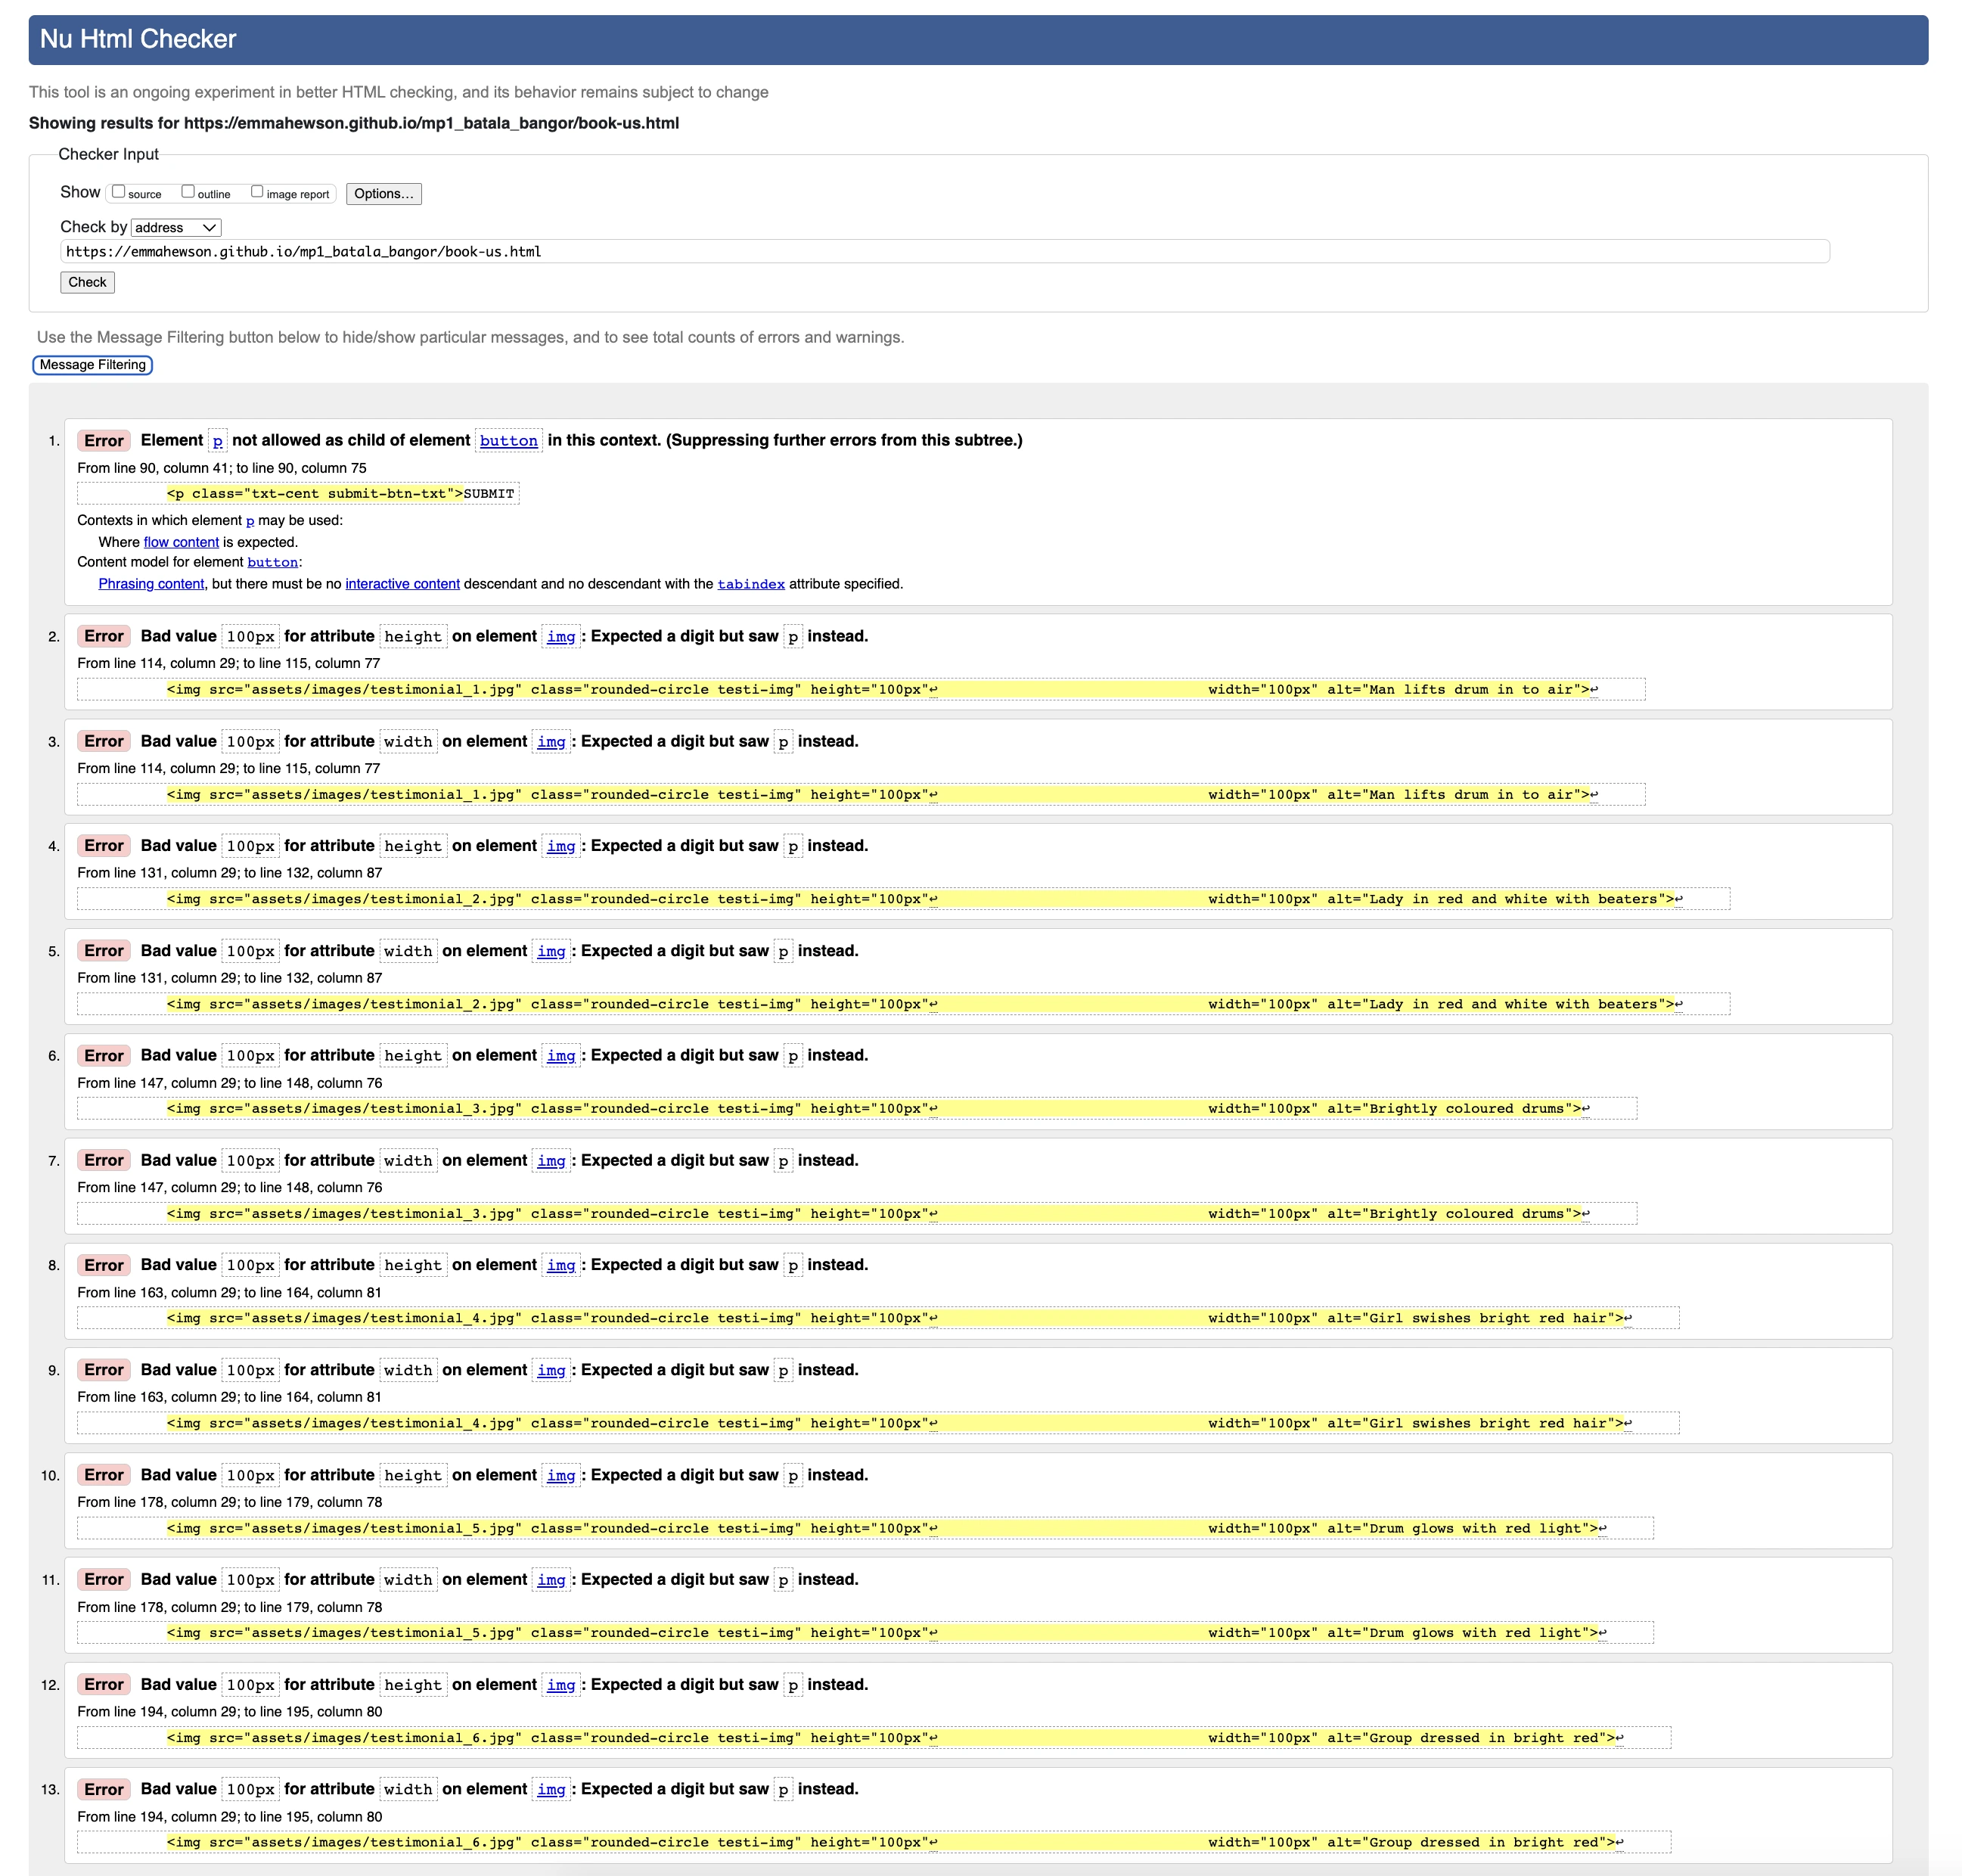 Nu Html Checker
This tool is an ongoing experiment in better HTML checking, and its behavior remains subject to change
Showing results for https://emmahewson.github.io/mp1_batala_bangor/book-us.html
Checker Input
Show source outline image report Options...
Check by address
https://emmahewson.github.io/mp1_batala_bangor/book-us.html
Check
Use the Message Filtering button below to hide/show particular messages, and to see total counts of errors and warnings.
Message Filtering
1. Error Element p not allowed as child of element button in this context. (Suppressing further errors from this subtree.)
From line 90, column 41; to line 90, column 75
<p class="txt-cent submit-btn-txt">SUBMIT
Contexts in which element p may be used:
Where flow content is expected.
Content model for element button:
Phrasing content, but there must be no interactive content descendant and no descendant with the tabindex attribute specified.
2. Error Bad value 100px for attribute height on element img: Expected a digit but saw p instead.
From line 114, column 29; to line 115, column 77
<img src="assets/images/testimonial_1.jpg" class="rounded-circle testi-img" height="100px"↩ width="100px" alt="Man lifts drum in to air">↩
3. Error Bad value 100px for attribute width on element img: Expected a digit but saw p instead.
From line 114, column 29; to line 115, column 77
<img src="assets/images/testimonial_1.jpg" class="rounded-circle testi-img" height="100px"↩ width="100px" alt="Man lifts drum in to air">↩
4. Error Bad value 100px for attribute height on element img: Expected a digit but saw p instead.
From line 131, column 29; to line 132, column 87
<img src="assets/images/testimonial_2.jpg" class="rounded-circle testi-img" height="100px"↩ width="100px" alt="Lady in red and white with beaters">↩
5. Error Bad value 100px for attribute width on element img: Expected a digit but saw p instead.
From line 131, column 29; to line 132, column 87
<img src="assets/images/testimonial_2.jpg" class="rounded-circle testi-img" height="100px"↩ width="100px" alt="Lady in red and white with beaters">↩
6. Error Bad value 100px for attribute height on element img: Expected a digit but saw p instead.
From line 147, column 29; to line 148, column 76
<img src="assets/images/testimonial_3.jpg" class="rounded-circle testi-img" height="100px"↩ width="100px" alt="Brightly coloured drums">↩
7. Error Bad value 100px for attribute width on element img: Expected a digit but saw p instead.
From line 147, column 29; to line 148, column 76
<img src="assets/images/testimonial_3.jpg" class="rounded-circle testi-img" height="100px"↩ width="100px" alt="Brightly coloured drums">↩
8. Error Bad value 100px for attribute height on element img: Expected a digit but saw p instead.
From line 163, column 29; to line 164, column 81
<img src="assets/images/testimonial_4.jpg" class="rounded-circle testi-img" height="100px"↩ width="100px" alt="Girl swishes bright red hair">↩
9. Error Bad value 100px for attribute width on element img: Expected a digit but saw p instead.
From line 163, column 29; to line 164, column 81
<img src="assets/images/testimonial_4.jpg" class="rounded-circle testi-img" height="100px"↩ width="100px" alt="Girl swishes bright red hair">↩
10. Error Bad value 100px for attribute height on element img: Expected a digit but saw p instead.
From line 178, column 29; to line 179, column 78
<img src="assets/images/testimonial_5.jpg" class="rounded-circle testi-img" height="100px"↩ width="100px" alt="Drum glows with red light">↩
11. Error Bad value 100px for attribute width on element img: Expected a digit but saw p instead.
From line 178, column 29; to line 179, column 78
<img src="assets/images/testimonial_5.jpg" class="rounded-circle testi-img" height="100px"↩ width="100px" alt="Drum glows with red light">↩
12. Error Bad value 100px for attribute height on element img: Expected a digit but saw p instead.
From line 194, column 29; to line 195, column 80
<img src="assets/images/testimonial_6.jpg" class="rounded-circle testi-img" height="100px"↩ width="100px" alt="Group dressed in bright red">↩
13. Error Bad value 100px for attribute width on element img: Expected a digit but saw p instead.
From line 194, column 29; to line 195, column 80
<img src="assets/images/testimonial_6.jpg" class="rounded-circle testi-img" height="100px"↩ width="100px" alt="Group dressed in bright red">↩